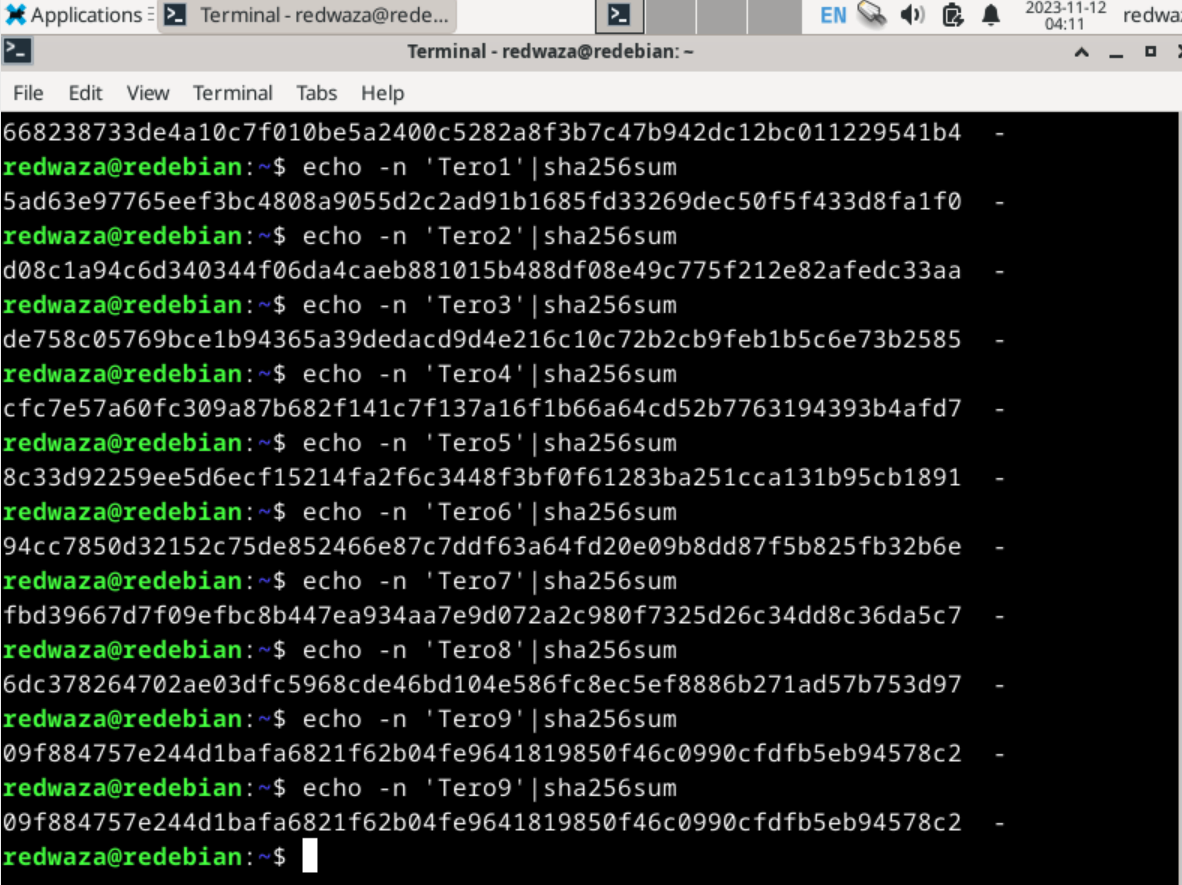 Applications Terminal - redwaza@rede... EN 2023-11-12 04:11 redwa
Terminal - redwaza@redebian: ~
File Edit View Terminal Tabs Help
668238733de4a10c7f010be5a2400c5282a8f3b7c47b942dc12bc011229541b4  -
redwaza@redebian:~$ echo -n 'Tero1'|sha256sum
5ad63e97765eef3bc4808a9055d2c2ad91b1685fd33269dec50f5f433d8fa1f0  -
redwaza@redebian:~$ echo -n 'Tero2'|sha256sum
d08c1a94c6d340344f06da4caeb881015b488df08e49c775f212e82afedc33aa  -
redwaza@redebian:~$ echo -n 'Tero3'|sha256sum
de758c05769bce1b94365a39dedacd9d4e216c10c72b2cb9feb1b5c6e73b2585  -
redwaza@redebian:~$ echo -n 'Tero4'|sha256sum
cfc7e57a60fc309a87b682f141c7f137a16f1b66a64cd52b7763194393b4afd7  -
redwaza@redebian:~$ echo -n 'Tero5'|sha256sum
8c33d92259ee5d6ecf15214fa2f6c3448f3bf0f61283ba251cca131b95cb1891  -
redwaza@redebian:~$ echo -n 'Tero6'|sha256sum
94cc7850d32152c75de852466e87c7ddf63a64fd20e09b8dd87f5b825fb32b6e  -
redwaza@redebian:~$ echo -n 'Tero7'|sha256sum
fbd39667d7f09efbc8b447ea934aa7e9d072a2c980f7325d26c34dd8c36da5c7  -
redwaza@redebian:~$ echo -n 'Tero8'|sha256sum
6dc378264702ae03dfc5968cde46bd104e586fc8ec5ef8886b271ad57b753d97  -
redwaza@redebian:~$ echo -n 'Tero9'|sha256sum
09f884757e244d1bafa6821f62b04fe9641819850f46c0990cfdfb5eb94578c2  -
redwaza@redebian:~$ echo -n 'Tero9'|sha256sum
09f884757e244d1bafa6821f62b04fe9641819850f46c0990cfdfb5eb94578c2  -
redwaza@redebian:~$